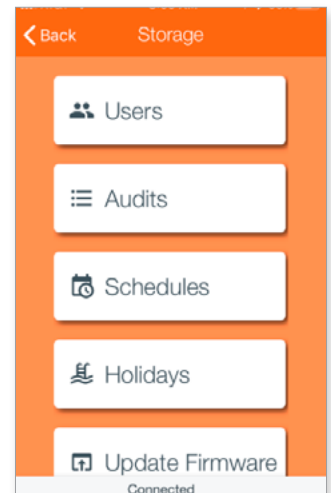 Back Storage
Users
Audits
Schedules
Holidays
Update Firmware
Connected